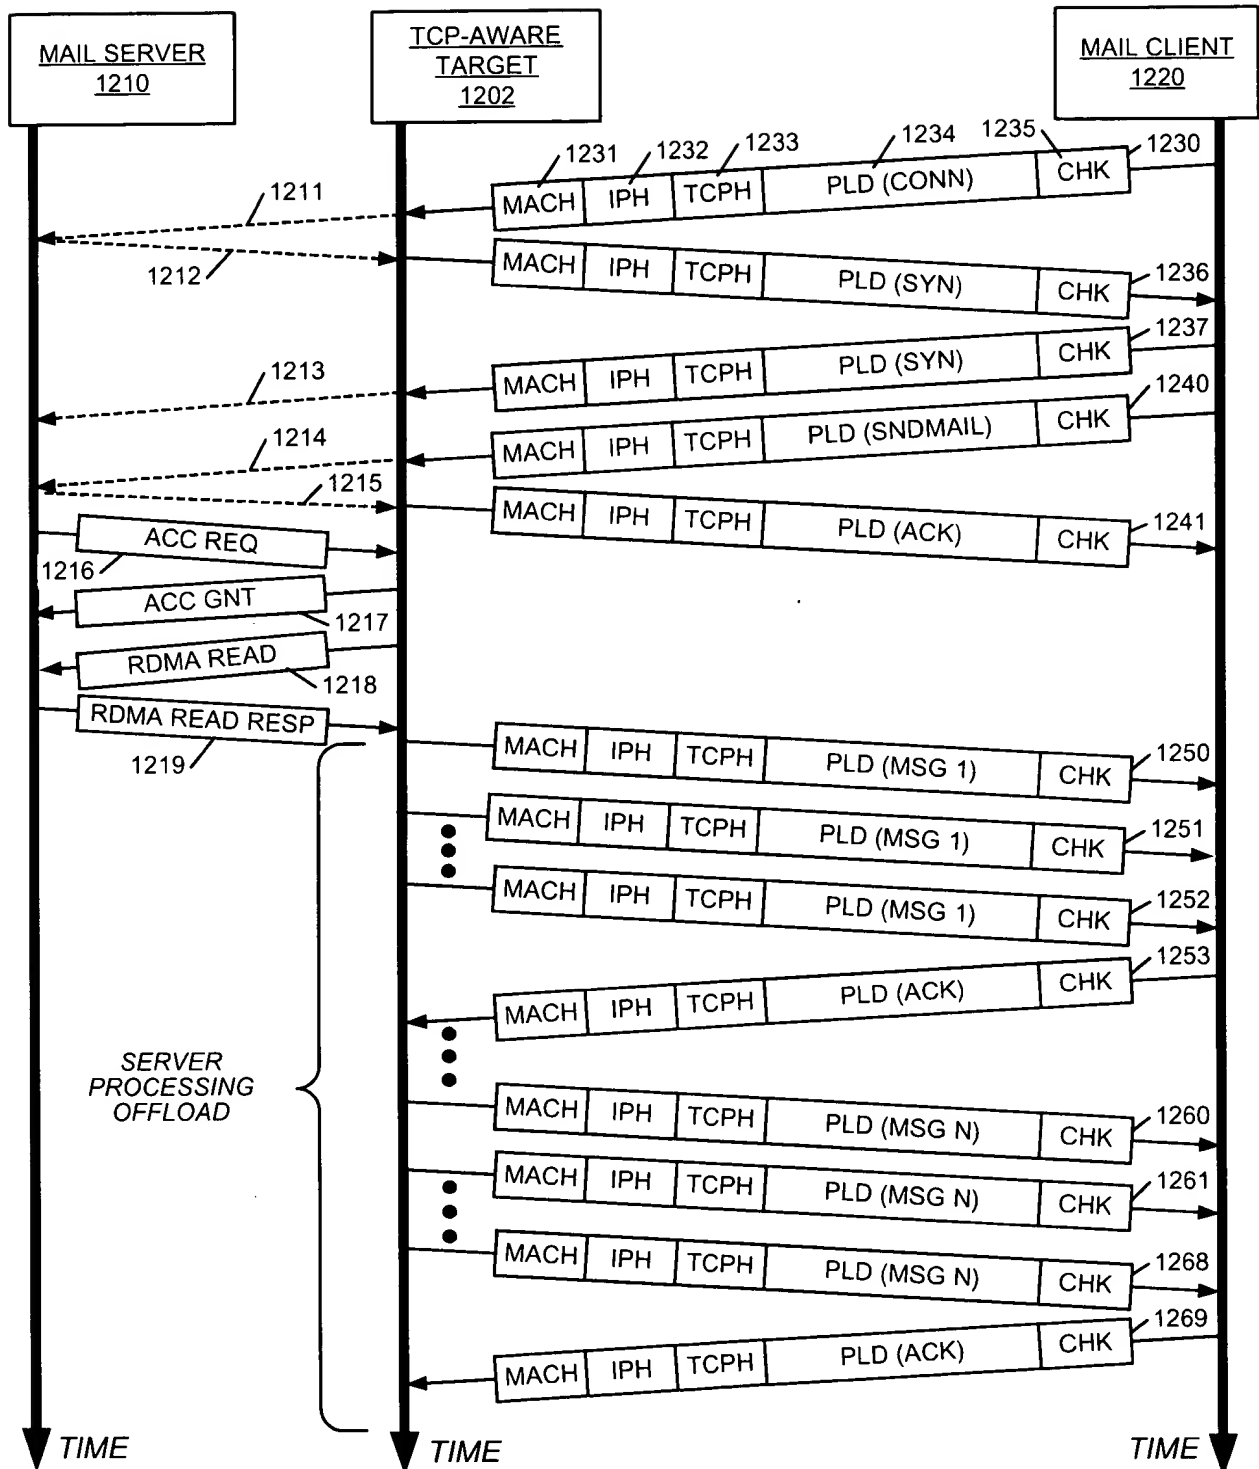 MAIL SERVER
1210
TCP-AWARE
TARGET
1202
MAIL CLIENT
1220
1231
1232
1233
1234
1235
1230
MACH IPH TCPH PLD (CONN) CHK
1211
1212
MACH IPH TCPH PLD (SYN) CHK
1236
1237
MACH IPH TCPH PLD (SYN) CHK
1213
1240
MACH IPH TCPH PLD (SNDMAIL) CHK
1214
1215
MACH IPH TCPH PLD (ACK) CHK
1241
ACC REQ
1216
ACC GNT
1217
RDMA READ
1218
RDMA READ RESP
1219
MACH IPH TCPH PLD (MSG 1) CHK
1250
MACH IPH TCPH PLD (MSG 1) CHK
1251
MACH IPH TCPH PLD (MSG 1) CHK
1252
1253
MACH IPH TCPH PLD (ACK) CHK
SERVER
PROCESSING
OFFLOAD
MACH IPH TCPH PLD (MSG N) CHK
1260
MACH IPH TCPH PLD (MSG N) CHK
1261
MACH IPH TCPH PLD (MSG N) CHK
1268
1269
MACH IPH TCPH PLD (ACK) CHK
TIME
TIME
TIME